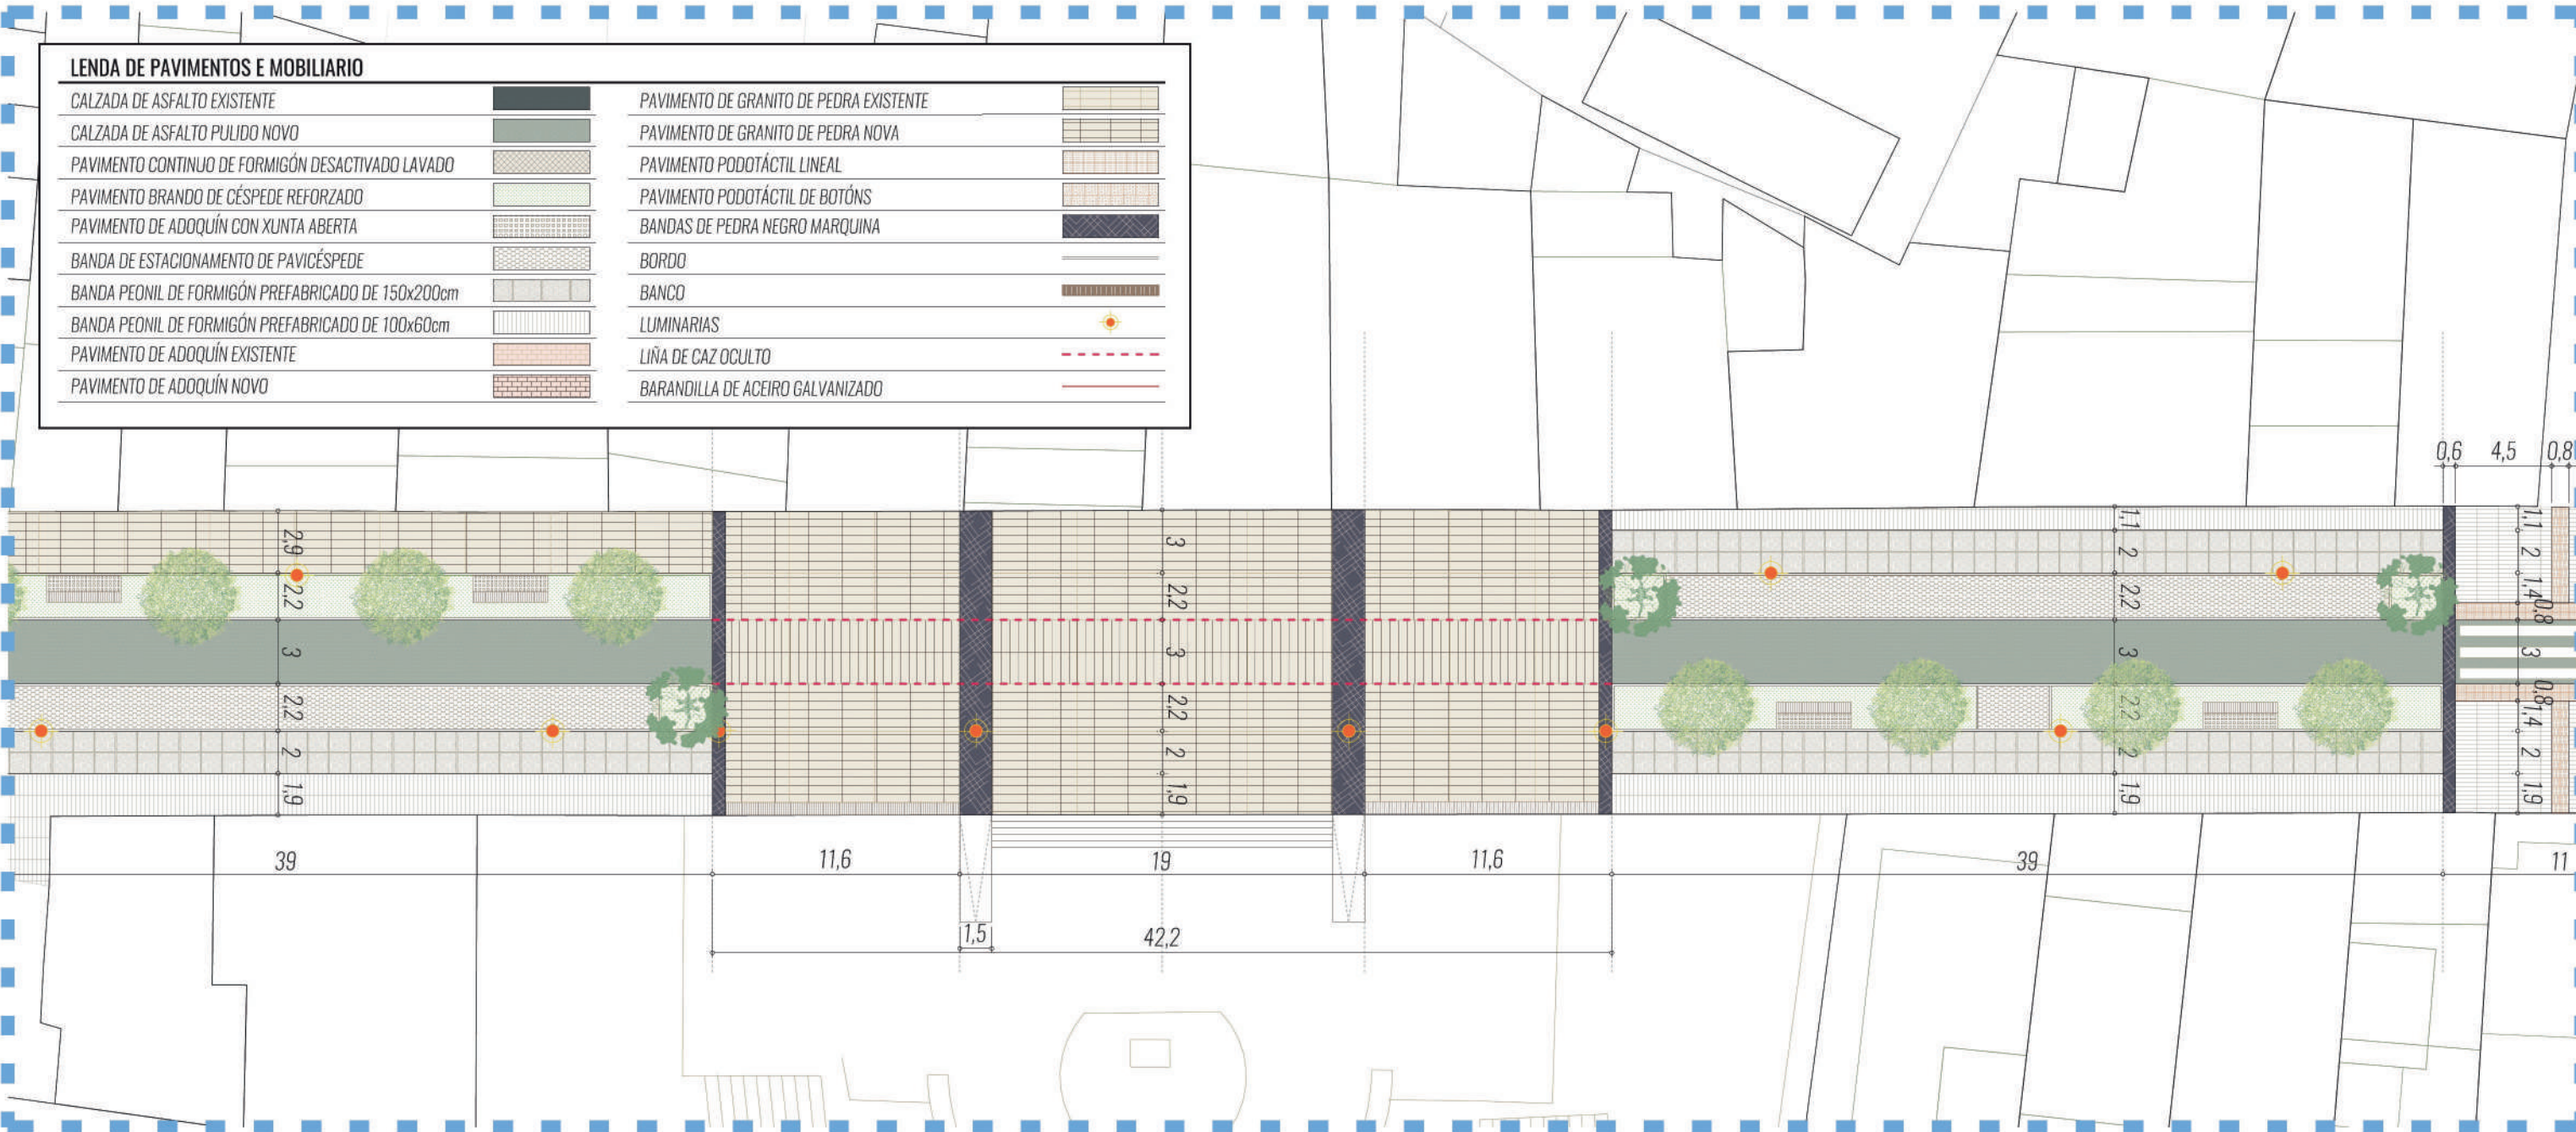 LENDA DE PAVIMENTOS E MOBILIARIO
CALZADA DE ASFALTO EXISTENTE
CALZADA DE ASFALTO PULIDO NOVO
PAVIMENTO CONTINUO DE FORMIGÓN DESACTIVADO LAVADO
PAVIMENTO BRANDO DE CÉSPEDE REFORZADO
PAVIMENTO DE ADOQUÍN CON XUNTA ABERTA
BANDA DE ESTACIONAMENTO DE PAVICÉSPEDE
BANDA PEONIL DE FORMIGÓN PREFABRICADO DE 150x200cm
BANDA PEONIL DE FORMIGÓN PREFABRICADO DE 100x60cm
PAVIMENTO DE ADOQUÍN EXISTENTE
PAVIMENTO DE ADOQUÍN NOVO
PAVIMENTO DE GRANITO DE PEDRA EXISTENTE
PAVIMENTO DE GRANITO DE PEDRA NOVA
PAVIMENTO PODOTÁCTIL LINEAL
PAVIMENTO PODOTÁCTIL DE BOTÓNS
BANDAS DE PEDRA NEGRO MARQUINA
BORDO
BANCO
LUMINARIAS
LIÑA DE CAZ OCULTO
BARANDILLA DE ACEIRO GALVANIZADO
0,6 4,5 0,8
2,9
2,2
3
2,2
2
1,9
3
2,2
3
2,2
2
1,9
1,1
2
2,2
3
2,2
2
1,9
1,1
2
1,4
0,8
3
0,8
1,4
2
1,9
39 11,6 19 11,6 39 11
1,5 42,2